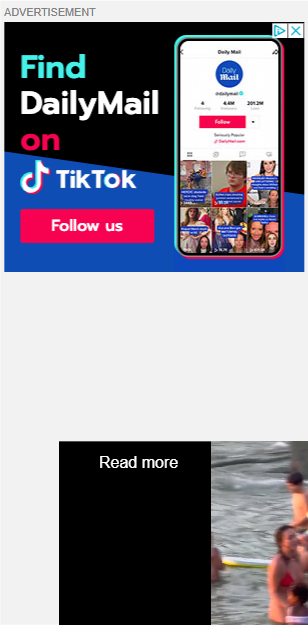 ADVERTISEMENT
Find
DailyMail
on
TikTok
Follow us
Daily Mail
Daily
Mail
@dailymail
4
4.4M
201.2M
Following
Likes
Follow
Seriously Popular
DailyMail.com
Read more